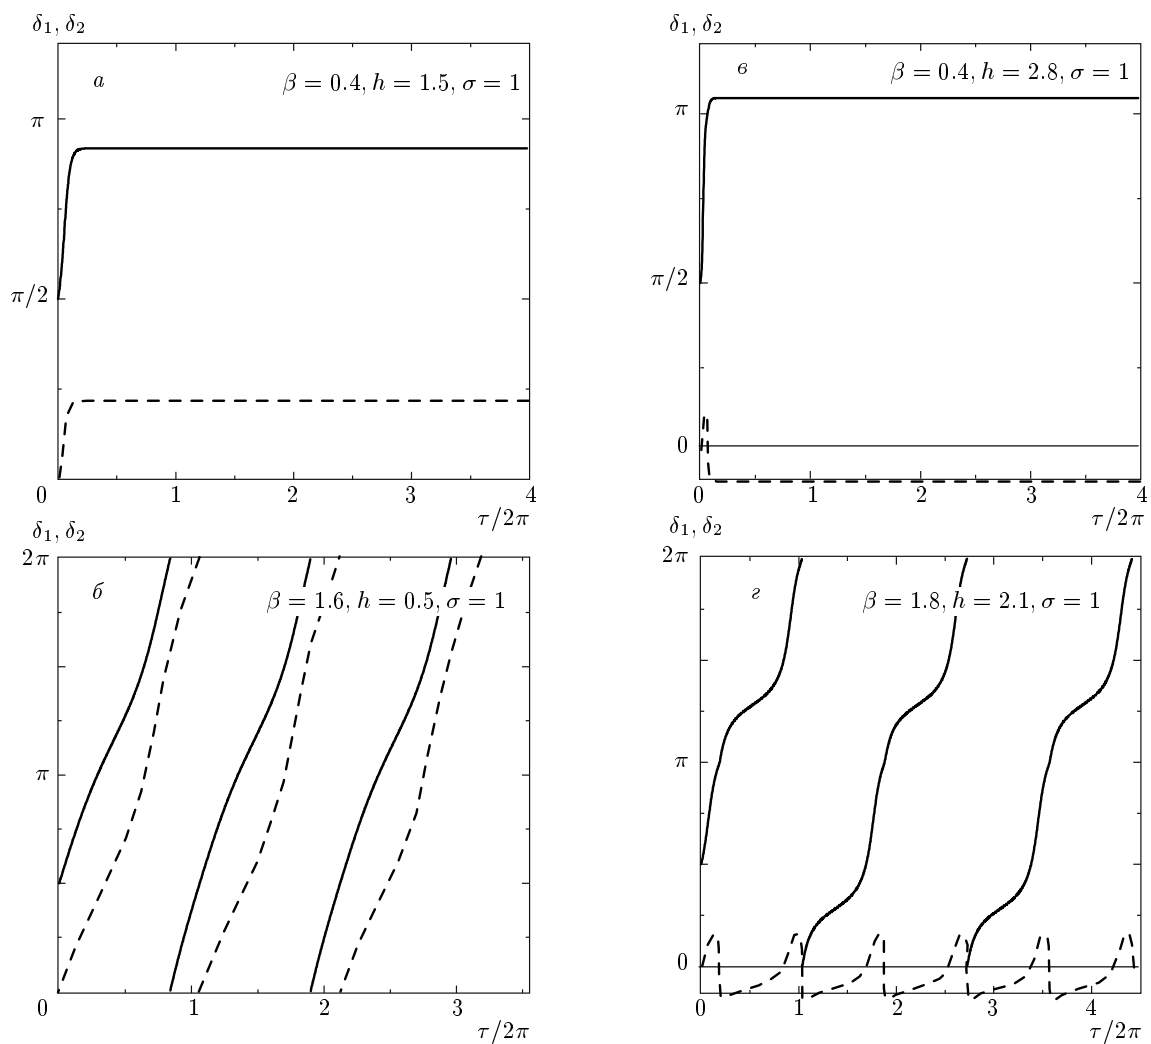 δ₁, δ₂
а
β = 0.4, h = 1.5, σ = 1
π
π/2
0 1 2 3 4
τ/2π
δ₁, δ₂
в
β = 0.4, h = 2.8, σ = 1
π
π/2
0
0 1 2 3 4
τ/2π
δ₁, δ₂
2π
б
β = 1.6, h = 0.5, σ = 1
π
0 1 2 3
τ/2π
δ₁, δ₂
2π
г
β = 1.8, h = 2.1, σ = 1
π
0
0 1 2 3 4
τ/2π